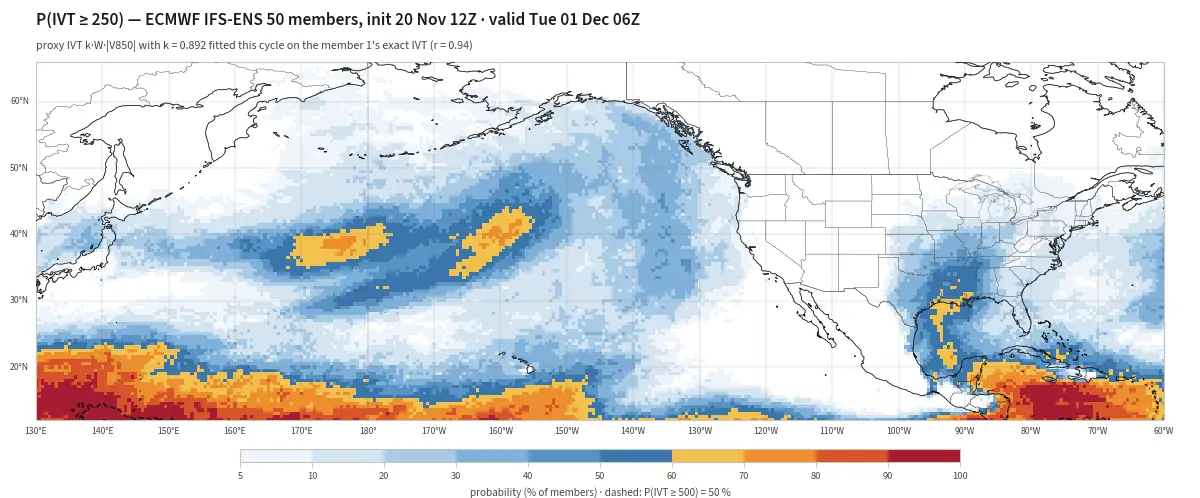 P(IVT ≥ 250) — ECMWF IFS-ENS 50 members, init 20 Nov 12Z · valid Tue 01 Dec 06Z
proxy IVT k·W·|V850| with k = 0.892 fitted this cycle on the member 1's exact IVT (r = 0.94)
60°N
50°N
40°N
30°N
20°N
130°E 140°E 150°E 160°E 170°E 180° 170°W 160°W 150°W 140°W 130°W 120°W 110°W 100°W 90°W 80°W 70°W 60°W
5 10 20 30 40 50 60 70 80 90 100
probability (% of members) · dashed: P(IVT ≥ 500) = 50 %